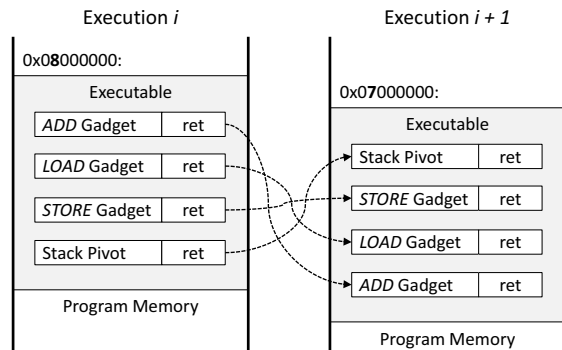 Execution i
0x08000000:
Executable
ADD Gadget ret
LOAD Gadget ret
STORE Gadget ret
Stack Pivot ret
Program Memory
Execution i + 1
0x07000000:
Executable
Stack Pivot ret
STORE Gadget ret
LOAD Gadget ret
ADD Gadget ret
Program Memory